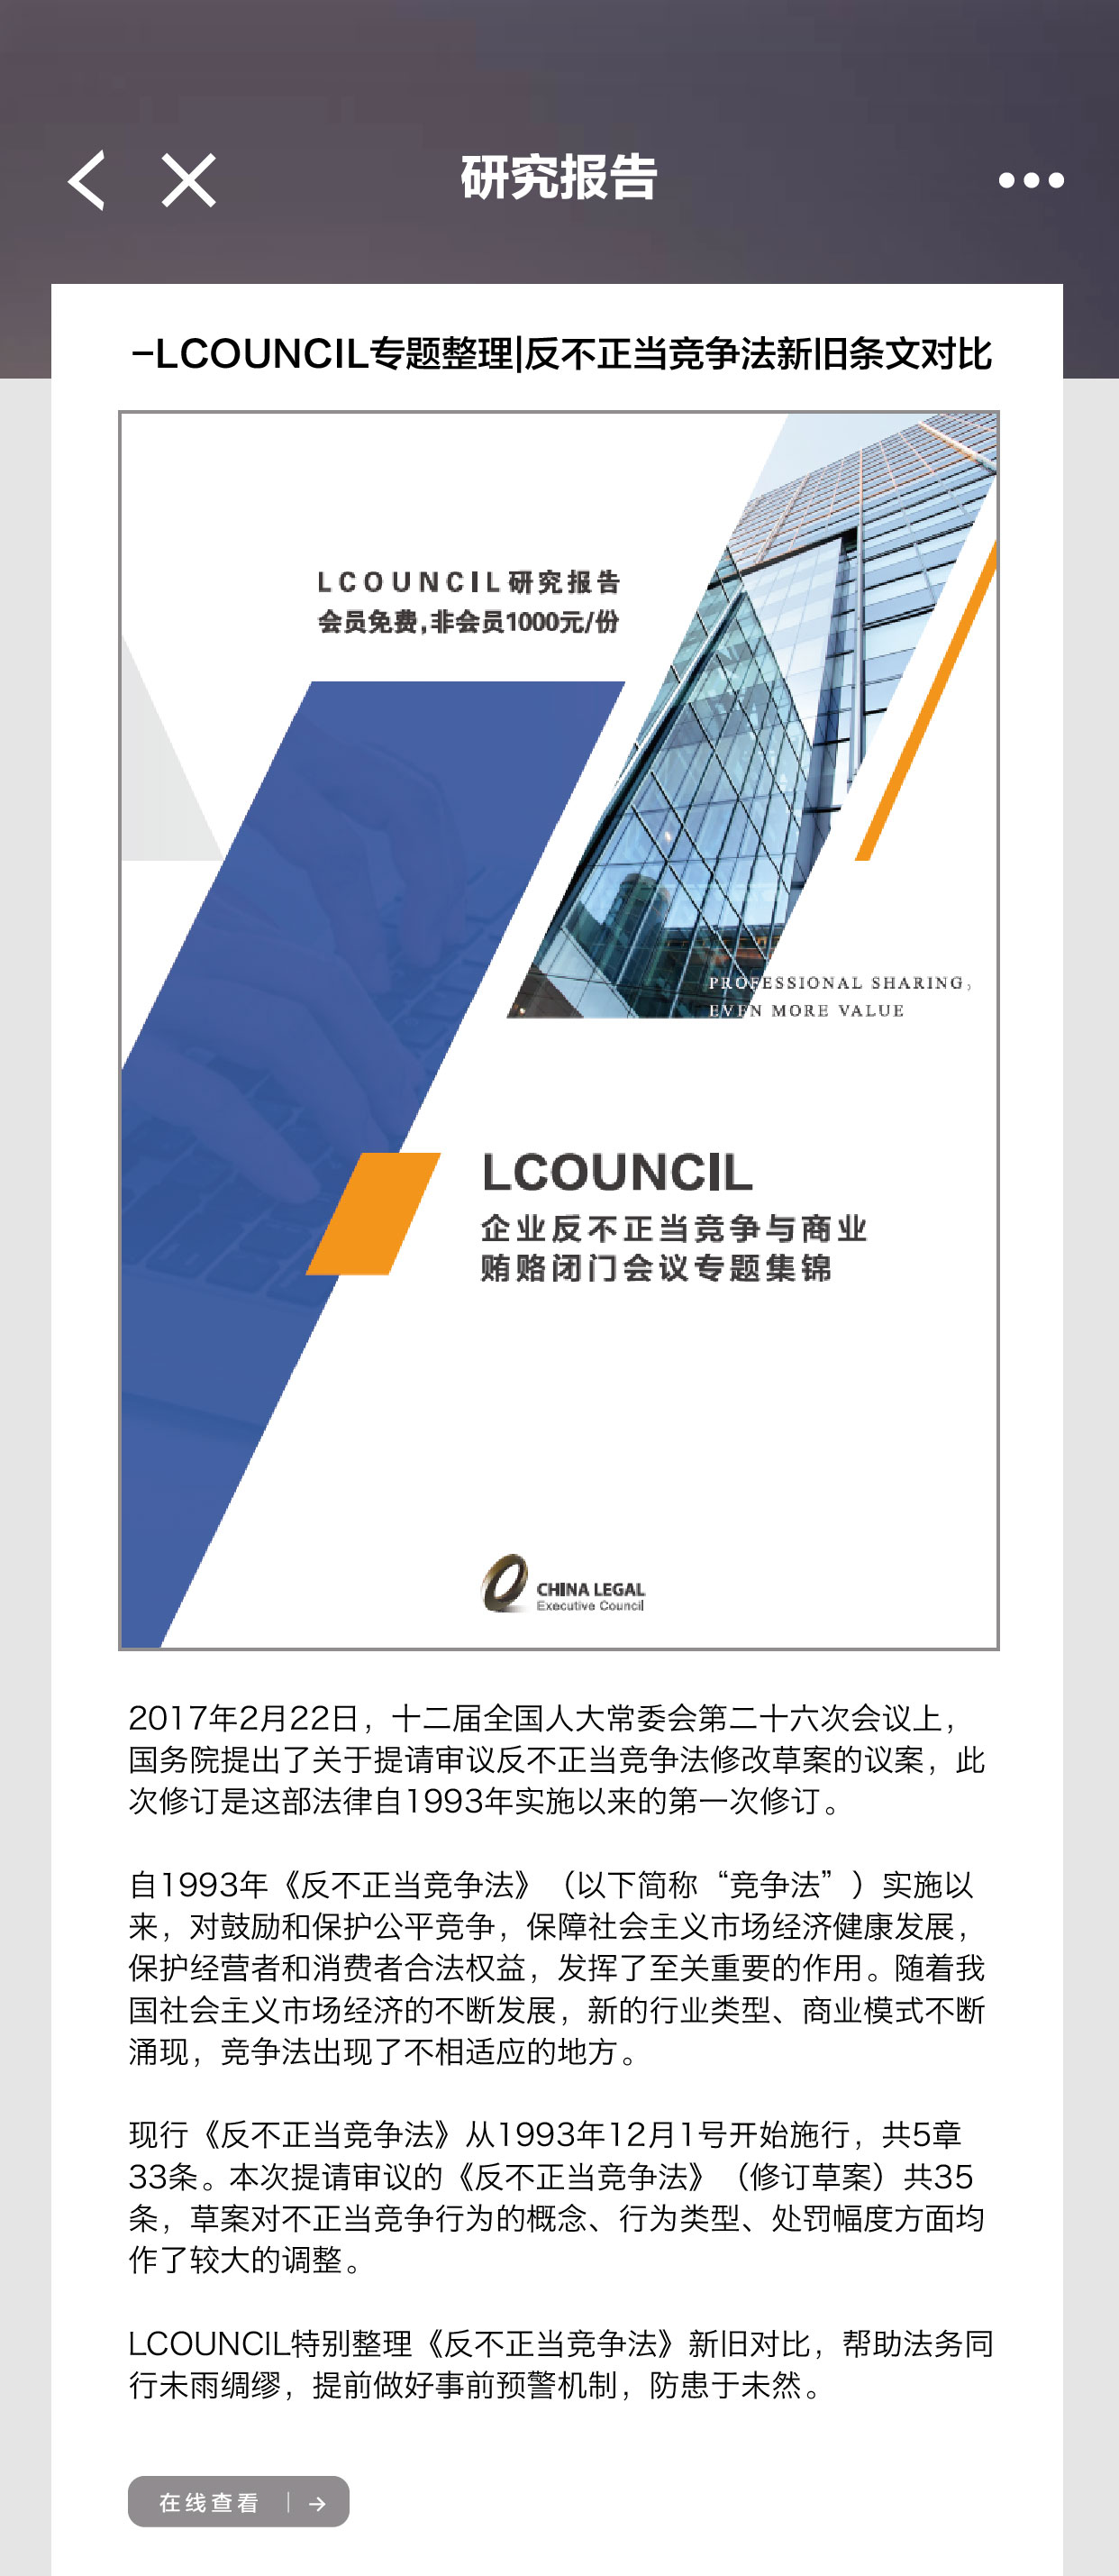 研究报告
–LCOUNCIL专题整理|反不正当竞争法新旧条文对比
LCOUNCIL研究报告
会员免费,非会员1000元/份
PROFESSIONAL SHARING,
EVEN MORE VALUE
LCOUNCIL
企业反不正当竞争与商业
贿赂闭门会议专题集锦
CHINA LEGAL
Executive Council
2017年2月22日，十二届全国人大常委会第二十六次会议上，
国务院提出了关于提请审议反不正当竞争法修改草案的议案，此
次修订是这部法律自1993年实施以来的第一次修订。
自1993年《反不正当竞争法》（以下简称“竞争法”）实施以
来，对鼓励和保护公平竞争，保障社会主义市场经济健康发展，
保护经营者和消费者合法权益，发挥了至关重要的作用。随着我
国社会主义市场经济的不断发展，新的行业类型、商业模式不断
涌现，竞争法出现了不相适应的地方。
现行《反不正当竞争法》从1993年12月1号开始施行，共5章
33条。本次提请审议的《反不正当竞争法》（修订草案）共35
条，草案对不正当竞争行为的概念、行为类型、处罚幅度方面均
作了较大的调整。
LCOUNCIL特别整理《反不正当竞争法》新旧对比，帮助法务同
行未雨绸缪，提前做好事前预警机制，防患于未然。
在线查看 | →